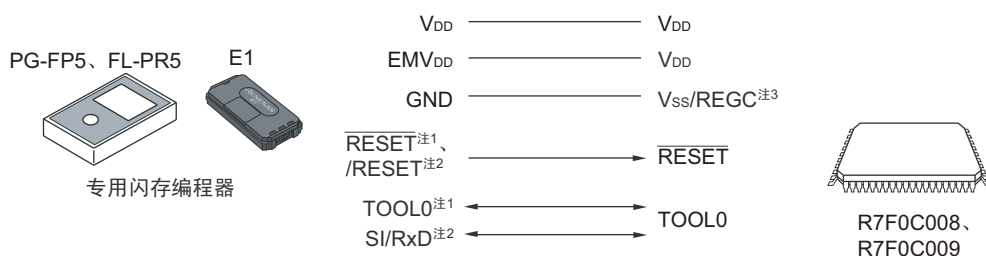 PG-FP5、FL-PR5
E1
专用闪存编程器
VDD
VDD
EMVDD
VDD
GND
VSS/REGC注3
RESET注1、
/RESET注2
RESET
TOOL0注1
SI/RxD注2
TOOL0
R7F0C008、
R7F0C009